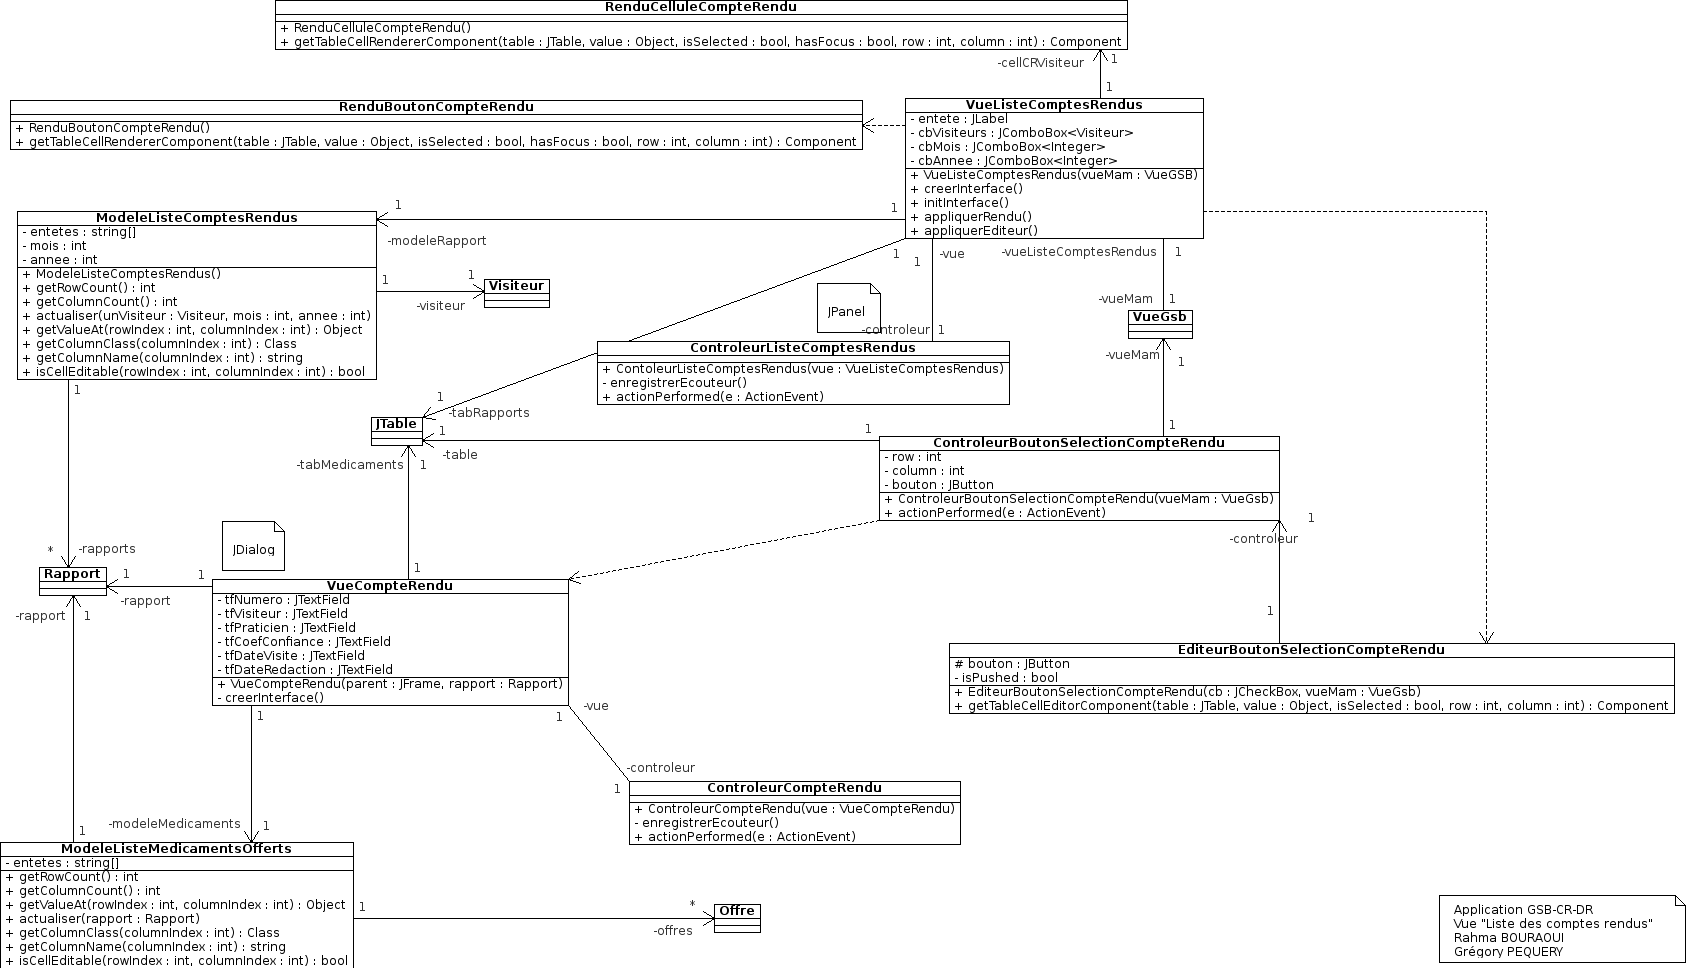 RenduCelluleCompteRendu
+ RenduCelluleCompteRendu()
+ getTableCellRendererComponent(table : JTable, value : Object, isSelected : bool, hasFocus : bool, row : int, column : int) : Component
-cellCRVisiteur
1
1
RenduBoutonCompteRendu
+ RenduBoutonCompteRendu()
+ getTableCellRendererComponent(table : JTable, value : Object, isSelected : bool, hasFocus : bool, row : int, column : int) : Component
VueListeComptesRendus
- entete : JLabel
- cbVisiteurs : JComboBox<Visiteur>
- cbMois : JComboBox<Integer>
- cbAnnee : JComboBox<Integer>
+ VueListeComptesRendus(vueMam : VueGSB)
+ creerInterface()
+ initInterface()
+ appliquerRendu()
+ appliquerEditeur()
1
1
-modeleRapport
ModeleListeComptesRendus
- entetes : string[]
- mois : int
- annee : int
+ ModeleListeComptesRendus()
+ getRowCount() : int
+ getColumnCount() : int
+ actualiser(unVisiteur : Visiteur, mois : int, annee : int)
+ getValueAt(rowIndex : int, columnIndex : int) : Object
+ getColumnClass(columnIndex : int) : Class
+ getColumnName(columnIndex : int) : string
+ isCellEditable(rowIndex : int, columnIndex : int) : bool
1
1
-visiteur
Visiteur
1
1
-vue
-vueListeComptesRendus
1
-vueMam
1
VueGsb
-vueMam
1
JPanel
-controleur
1
ControleurListeComptesRendus
+ ContoleurListeComptesRendus(vue : VueListeComptesRendus)
- enregistrerEcouteur()
+ actionPerformed(e : ActionEvent)
1
1
-tabRapports
JTable
1
-table
1
1
ControleurBoutonSelectionCompteRendu
- row : int
- column : int
- bouton : JButton
+ ControleurBoutonSelectionCompteRendu(vueMam : VueGsb)
+ actionPerformed(e : ActionEvent)
-tabMedicaments
1
1
-controleur
1
JDialog
*
-rapports
Rapport
1
-rapport
1
1
-rapport
1
1
VueCompteRendu
- tfNumero : JTextField
- tfVisiteur : JTextField
- tfPraticien : JTextField
- tfCoefConfiance : JTextField
- tfDateVisite : JTextField
- tfDateRedaction : JTextField
+ VueCompteRendu(parent : JFrame, rapport : Rapport)
- creerInterface()
EditeurBoutonSelectionCompteRendu
# bouton : JButton
- isPushed : bool
+ EditeurBoutonSelectionCompteRendu(cb : JCheckBox, vueMam : VueGsb)
+ getTableCellEditorComponent(table : JTable, value : Object, isSelected : bool, row : int, column : int) : Component
1
1
-vue
-controleur
1
ControleurCompteRendu
+ ControleurCompteRendu(vue : VueCompteRendu)
- enregistrerEcouteur()
+ actionPerformed(e : ActionEvent)
-modeleMedicaments
1
1
ModeleListeMedicamentsOfferts
- entetes : string[]
+ getRowCount() : int
+ getColumnCount() : int
+ getValueAt(rowIndex : int, columnIndex : int) : Object
+ actualiser(rapport : Rapport)
+ getColumnClass(columnIndex : int) : Class
+ getColumnName(columnIndex : int) : string
+ isCellEditable(rowIndex : int, columnIndex : int) : bool
1
*
-offres
Offre
Application GSB-CR-DR
Vue "Liste des comptes rendus"
Rahma BOURAOUI
Grégory PEQUERY